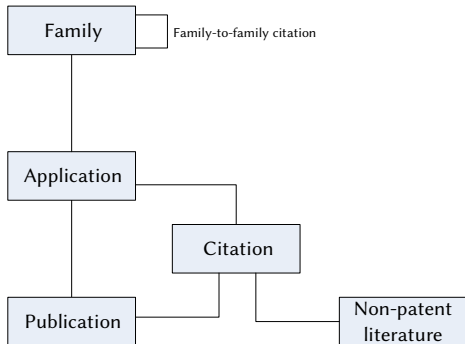 Family
Family-to-family citation
Application
Citation
Publication
Non-patent
literature